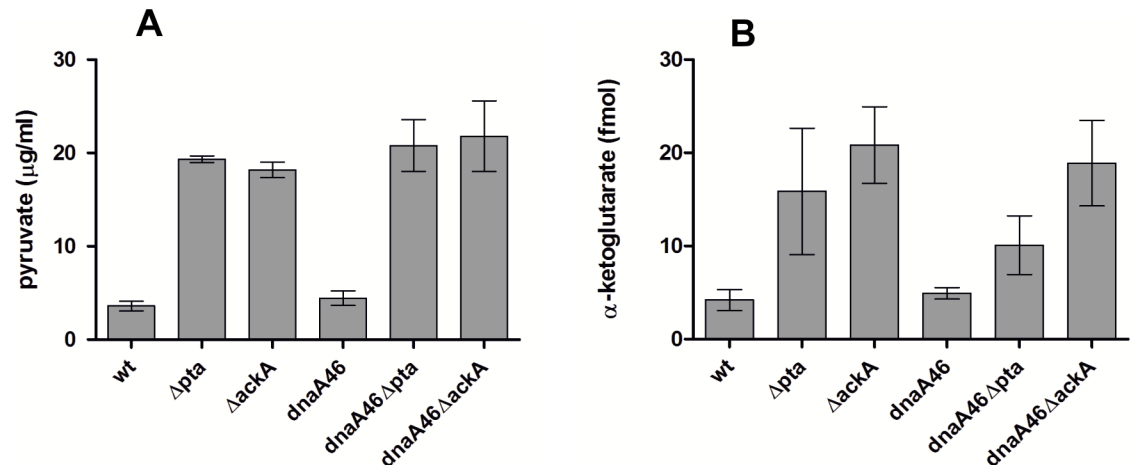 A
pyruvate (μg/ml)
30
20
10
0
wt
Δpta
ΔackA
dnaA46
dnaA46Δpta
dnaA46ΔackA
B
α-ketoglutarate (fmol)
30
20
10
0
wt
Δpta
ΔackA
dnaA46
dnaA46Δpta
dnaA46ΔackA